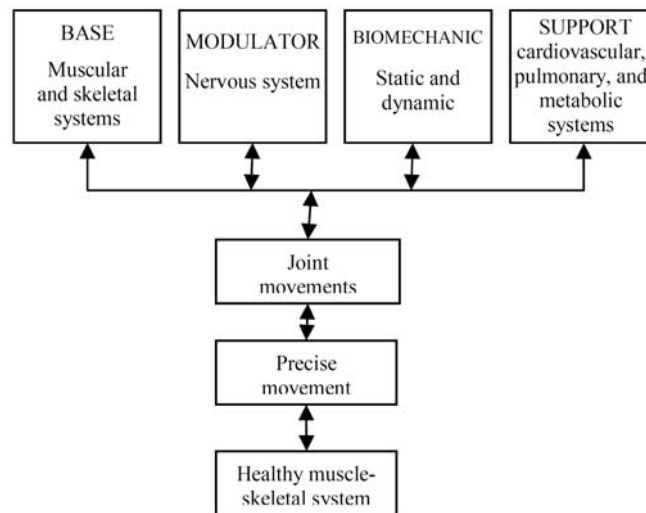 BASE
Muscular
and skeletal
systems
MODULATOR
Nervous system
BIOMECHANIC
Static and
dynamic
SUPPORT
cardiovascular,
pulmonary, and
metabolic
systems
Joint
movements
Precise
movement
Healthy muscle-
skeletal system